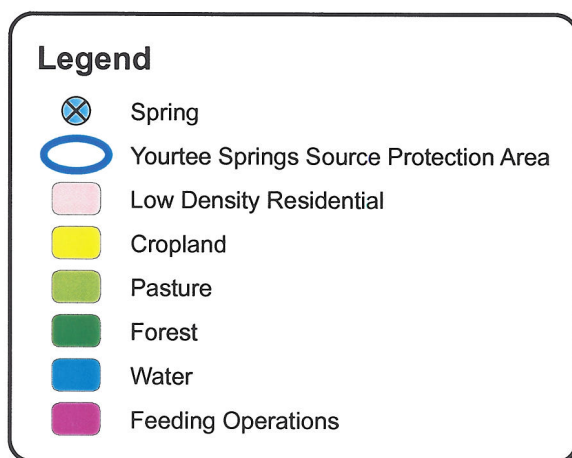 Legend
Spring
Yourtee Springs Source Protection Area
Low Density Residential
Cropland
Pasture
Forest
Water
Feeding Operations